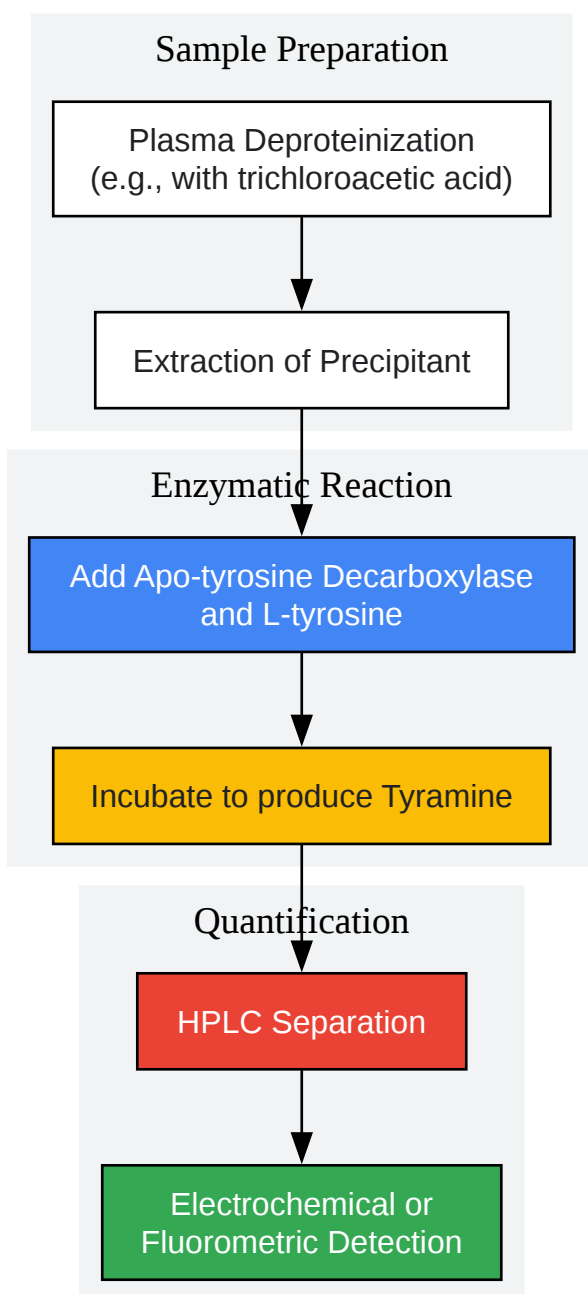 Sample Preparation
Plasma Deproteinization
(e.g., with trichloroacetic acid)
Extraction of Precipitant
Enzymatic Reaction
Add Apo-tyrosine Decarboxylase
and L-tyrosine
Incubate to produce Tyramine
Quantification
HPLC Separation
Electrochemical or
Fluorometric Detection